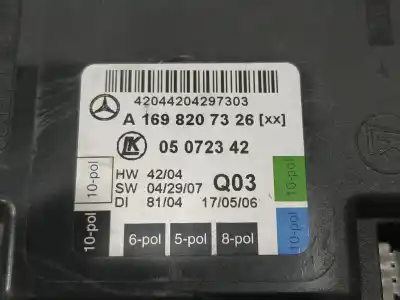 42044204297303
A 169 820 73 26 [xx]
LK
05 0723 42
10-pol
HW 42/04
SW 04/29/07
DI 81/04 17/05/06
Q03
10-pol
10-pol
6-pol
5-pol
8-pol
10-pol